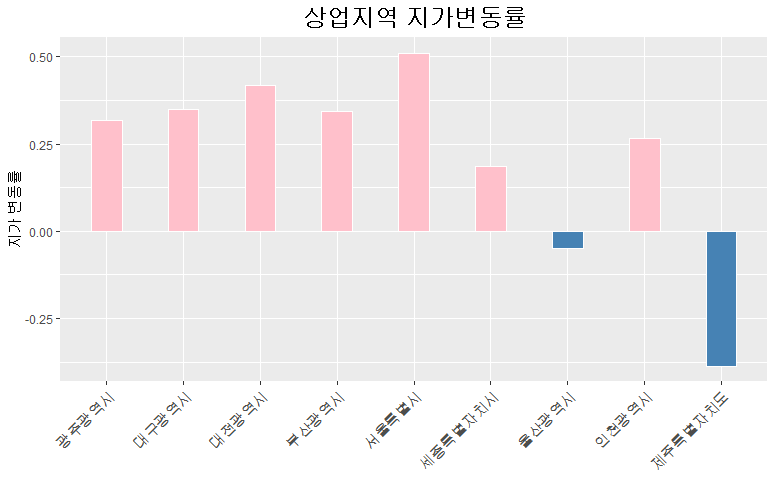 상업지역 지가변동률
지가 변동률
0.50
0.25
0.00
-0.25
광주광역시
대구광역시
대전광역시
부산광역시
서울특별시
세종특별자치시
울산광역시
인천광역시
제주특별자치도